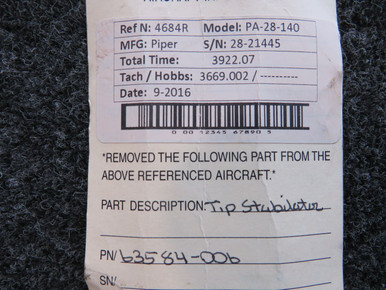 Ref N: 4684R Model: PA-28-140
MFG: Piper S/N: 28-21445
Total Time: 3922.07
Tach / Hobbs: 3669.002 / ----------
Date: 9-2016
0 00 12345 67890 5
*REMOVED THE FOLLOWING PART FROM THE
ABOVE REFERENCED AIRCRAFT.*
PART DESCRIPTION: Tip Stabilator
PN/ 63584-006
SN/